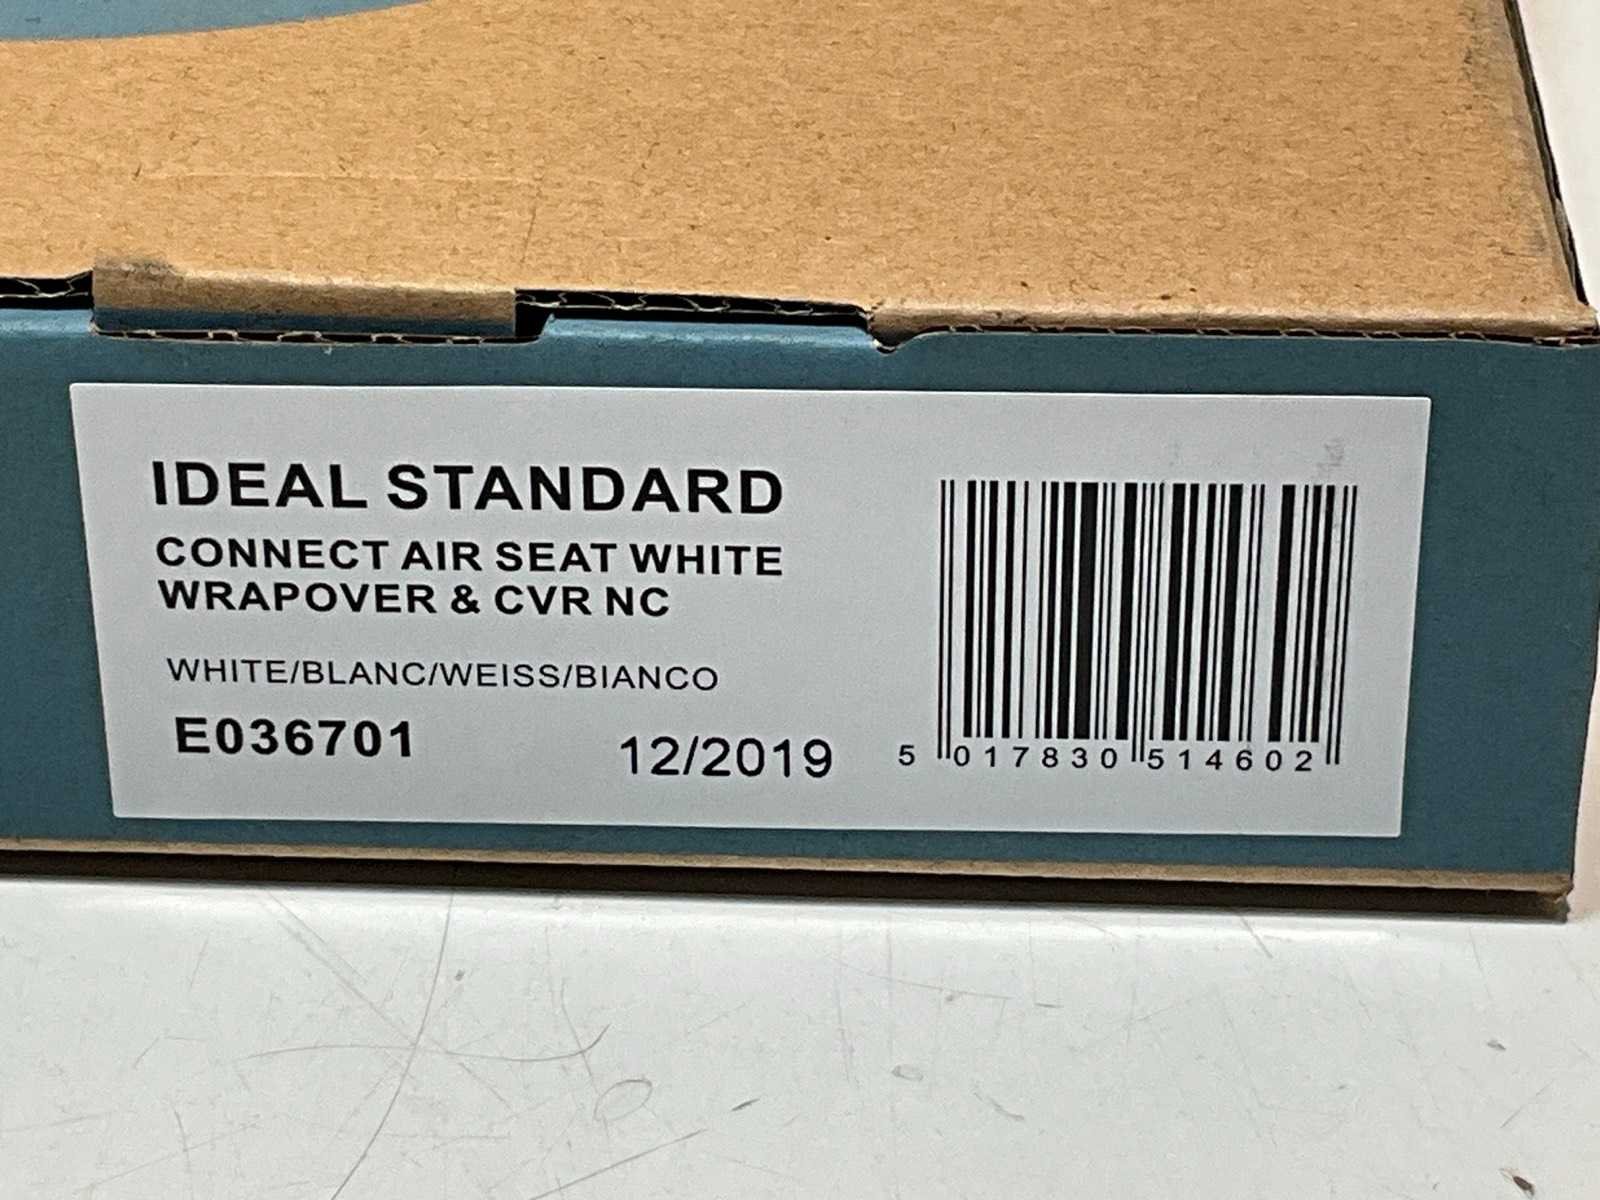 IDEAL STANDARD
CONNECT AIR SEAT WHITE
WRAPOVER & CVR NC
WHITE/BLANC/WEISS/BIANCO
E036701 12/2019
5 017830 514602